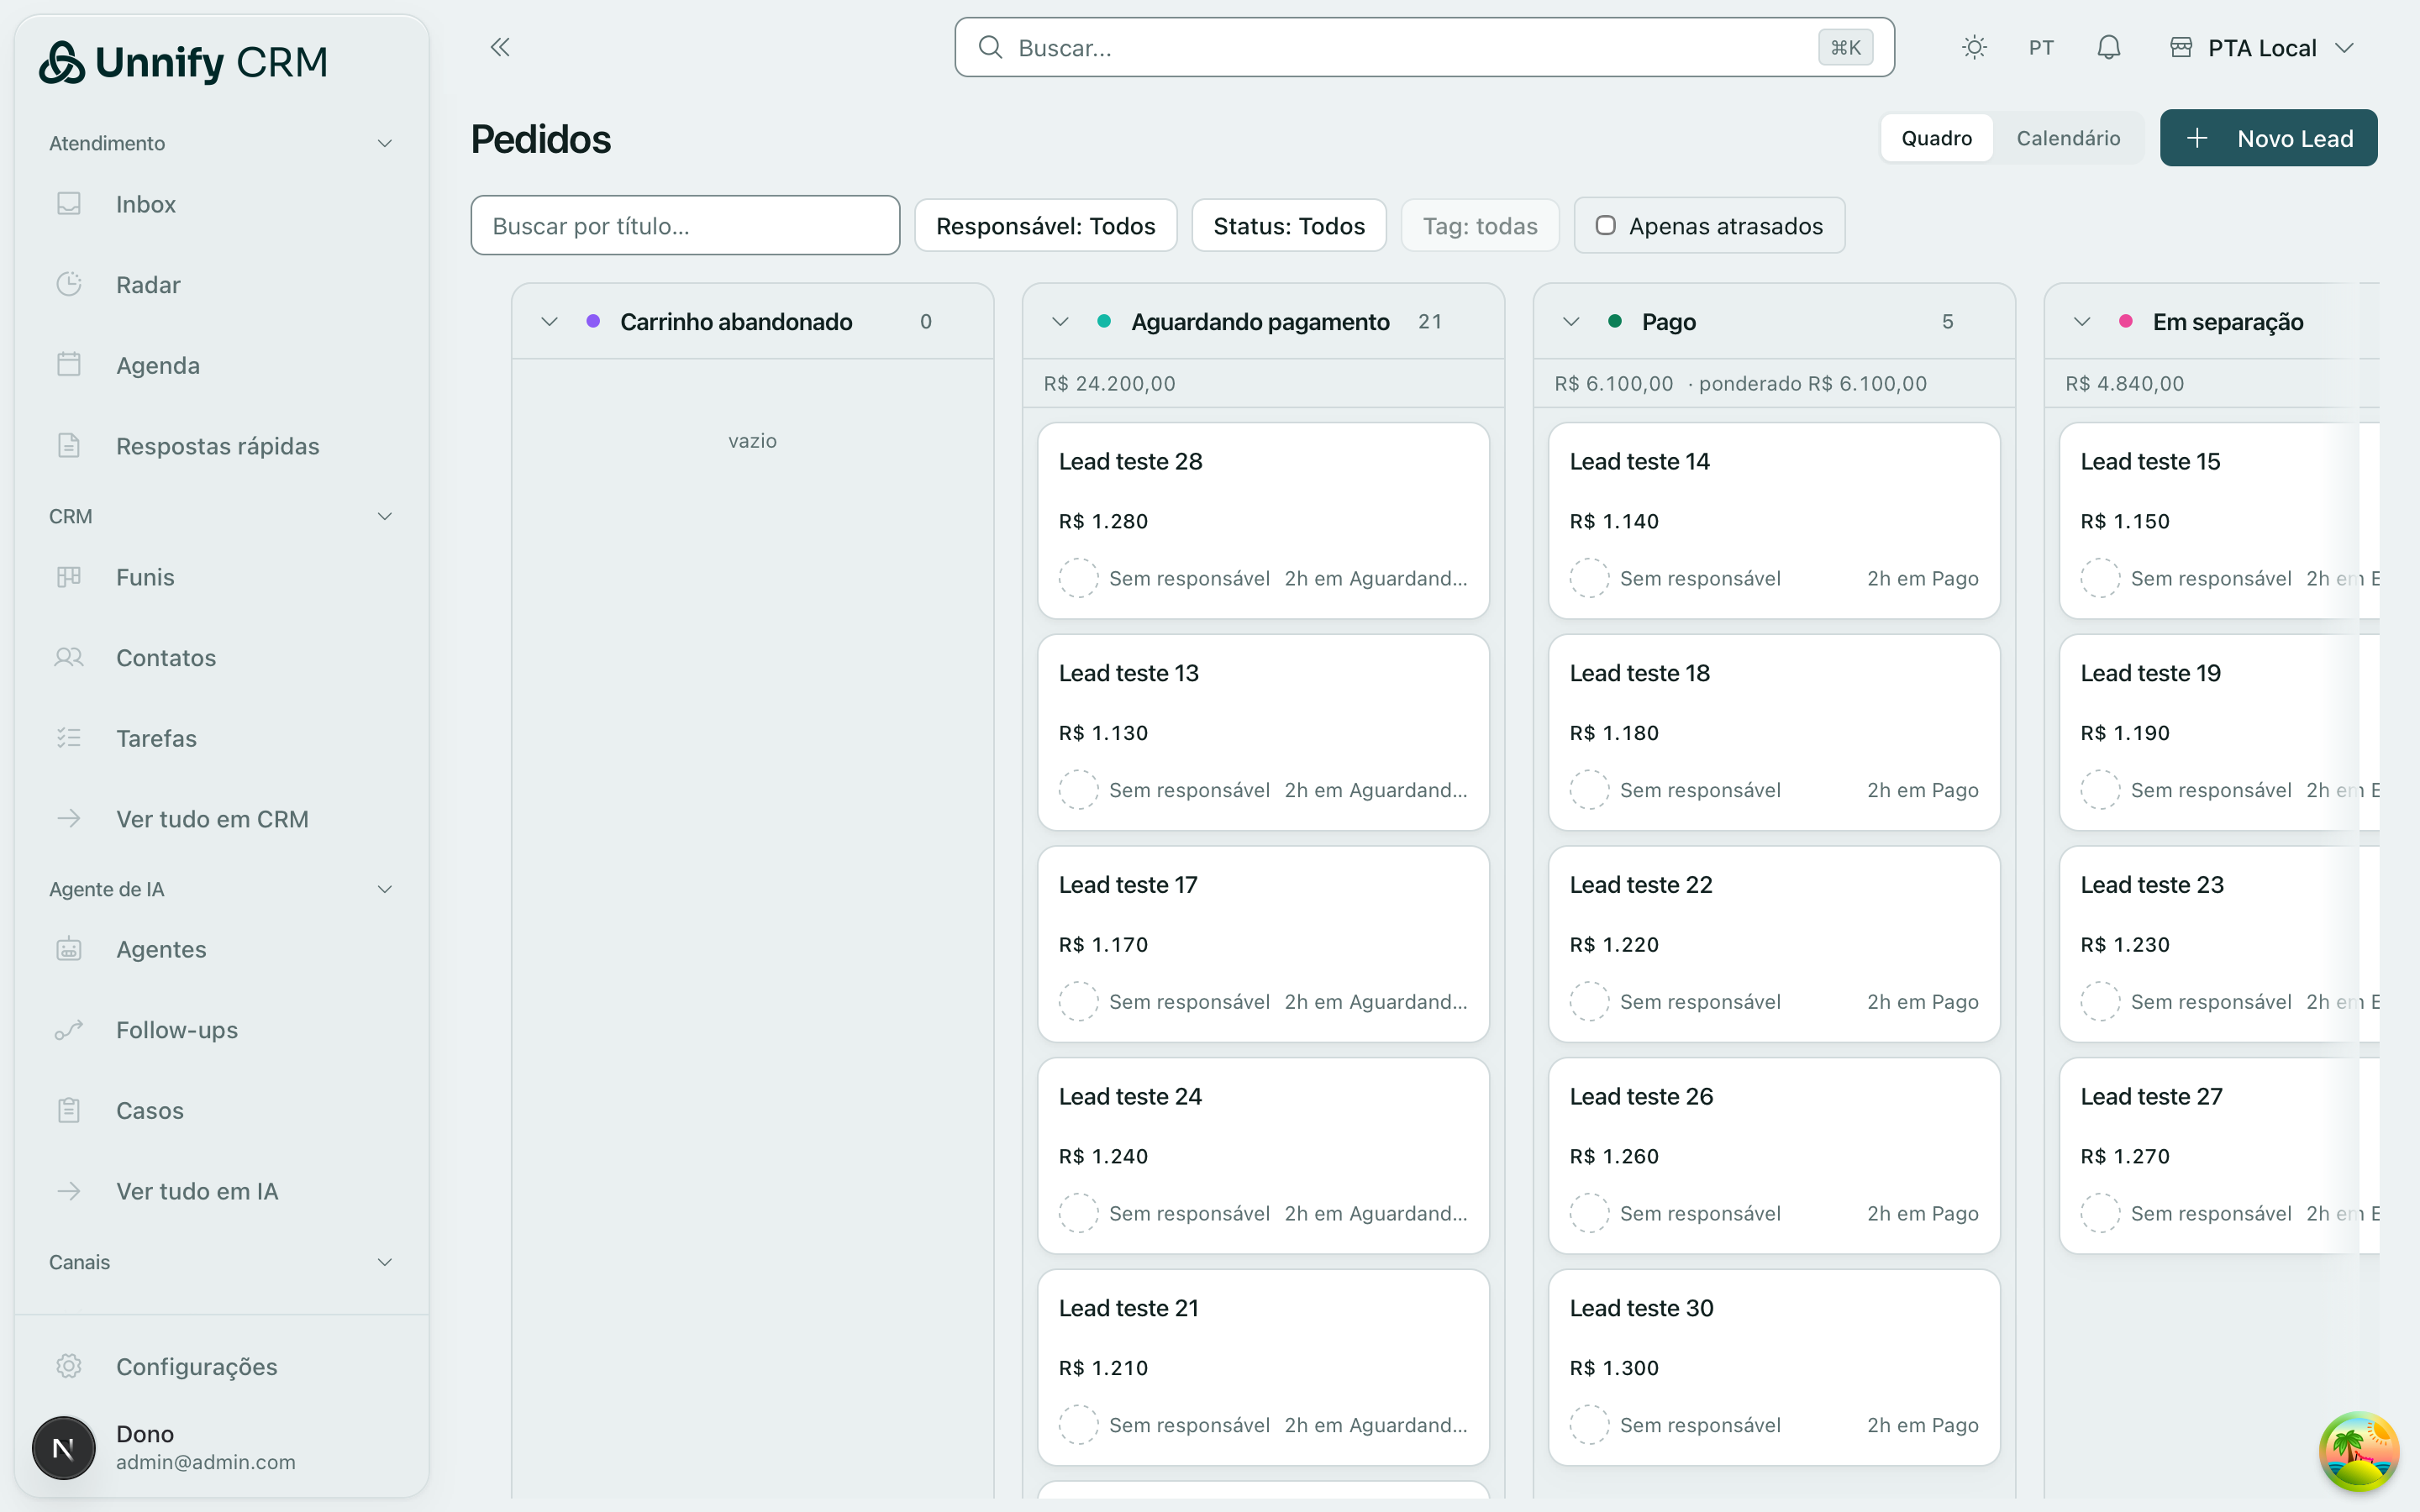 Unnify CRM
Buscar...
⌘K
PT
PTA Local
Atendimento
Inbox
Radar
Agenda
Respostas rápidas
CRM
Funis
Contatos
Tarefas
Ver tudo em CRM
Agente de IA
Agentes
Follow-ups
Casos
Ver tudo em IA
Canais
Configurações
N
Dono
admin@admin.com
Pedidos
Quadro
Calendário
Novo Lead
Buscar por título...
Responsável: Todos
Status: Todos
Tag: todas
Apenas atrasados
Carrinho abandonado 0
vazio
Aguardando pagamento 21
R$ 24.200,00
Lead teste 28
R$ 1.280
Sem responsável 2h em Aguardand...
Lead teste 13
R$ 1.130
Sem responsável 2h em Aguardand...
Lead teste 17
R$ 1.170
Sem responsável 2h em Aguardand...
Lead teste 24
R$ 1.240
Sem responsável 2h em Aguardand...
Lead teste 21
R$ 1.210
Sem responsável 2h em Aguardand...
Pago 5
R$ 6.100,00 · ponderado R$ 6.100,00
Lead teste 14
R$ 1.140
Sem responsável 2h em Pago
Lead teste 18
R$ 1.180
Sem responsável 2h em Pago
Lead teste 22
R$ 1.220
Sem responsável 2h em Pago
Lead teste 26
R$ 1.260
Sem responsável 2h em Pago
Lead teste 30
R$ 1.300
Sem responsável 2h em Pago
Em separação
R$ 4.840,00
Lead teste 15
R$ 1.150
Sem responsável 2h em E
Lead teste 19
R$ 1.190
Sem responsável 2h em E
Lead teste 23
R$ 1.230
Sem responsável 2h em E
Lead teste 27
R$ 1.270
Sem responsável 2h em E